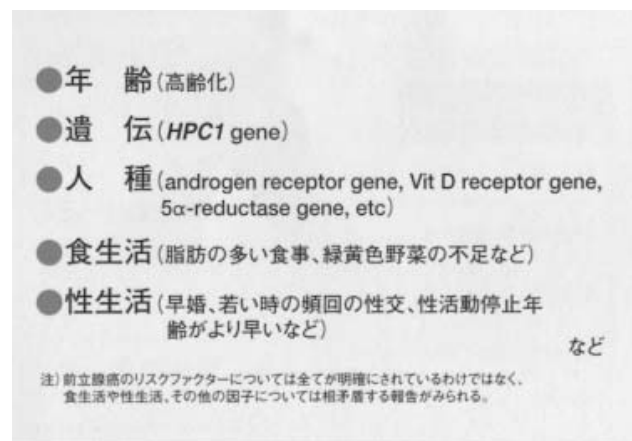 ●年　齢(高齢化)
●遺　伝(HPC1 gene)
●人　種(androgen receptor gene, Vit D receptor gene,
5α-reductase gene, etc)
●食生活(脂肪の多い食事、緑黄色野菜の不足など)
●性生活(早婚、若い時の頻回の性交、性活動停止年
齢がより早いなど)
など
注）前立腺癌のリスクファクターについては全てが明確にされているわけではなく、
食生活や性生活、その他の因子については相矛盾する報告がみられる。